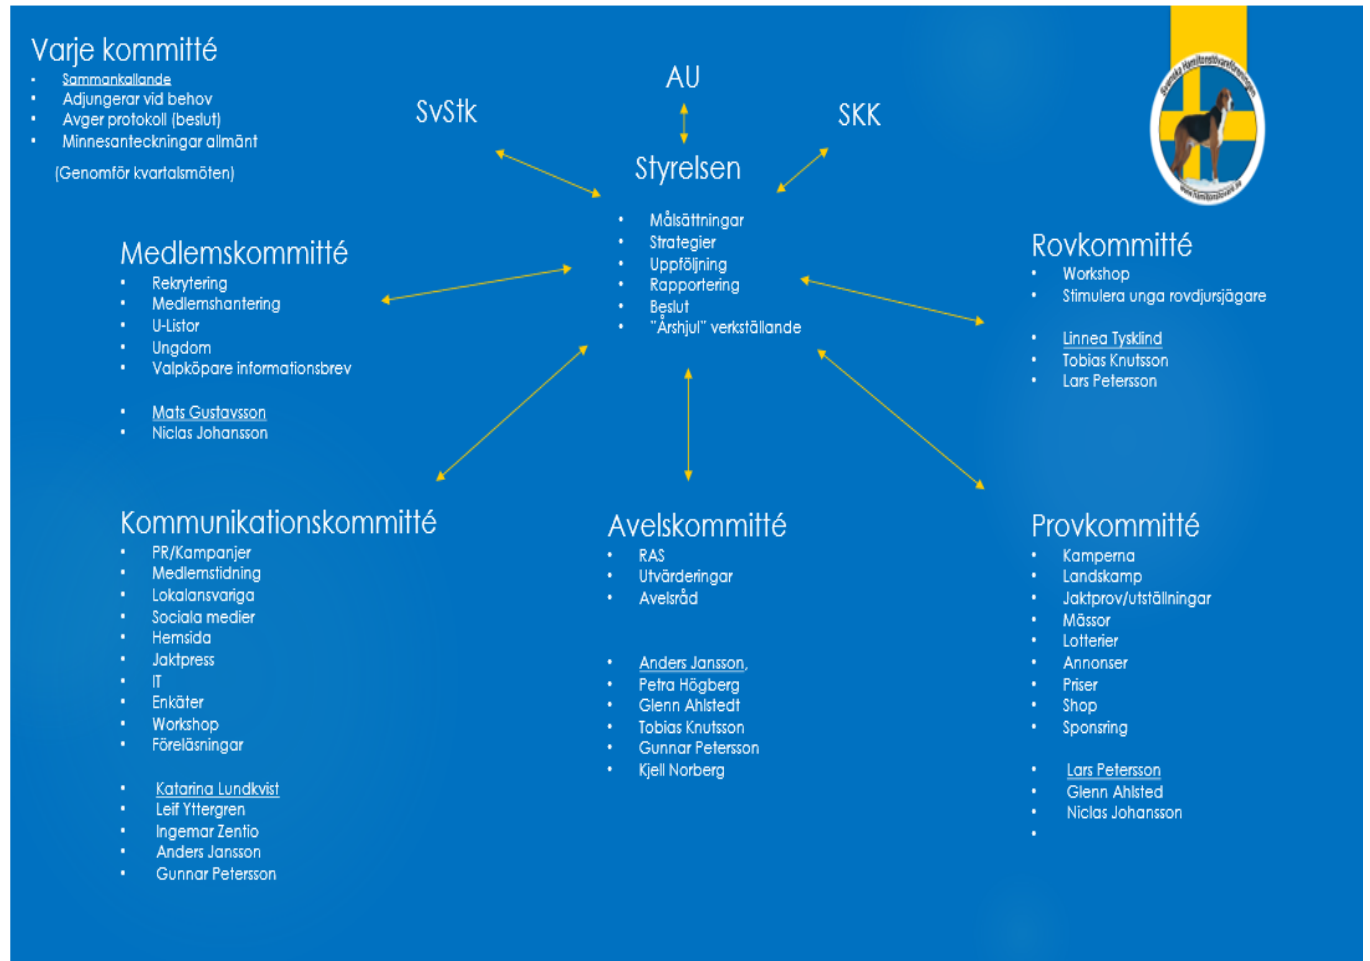 Varje kommitté
Sammankallande
Adjungerar vid behov
Avger protokoll (beslut)
Minnesanteckningar allmänt
(Genomför kvartalsmöten)
SvStk
AU
SKK
Svenska Hamiltonstövareföreningen
www.hamiltonstovare.se
Styrelsen
Målsättningar
Strategier
Uppföljning
Rapportering
Beslut
"Årshjul" verkställande
Medlemskommitté
Rekrytering
Medlemshantering
U-Listor
Ungdom
Valpköpare informationsbrev
Mats Gustavsson
Niclas Johansson
Rovkommitté
Workshop
Stimulera unga rovdjursjägare
Linnea Tysklind
Tobias Knutsson
Lars Petersson
Kommunikationskommitté
PR/Kampanjer
Medlemstidning
Lokalansvariga
Sociala medier
Hemsida
Jaktpress
IT
Enkäter
Workshop
Föreläsningar
Katarina Lundkvist
Leif Yttergren
Ingemar Zentio
Anders Jansson
Gunnar Petersson
Avelskommitté
RAS
Utvärderingar
Avelsråd
Anders Jansson,
Petra Högberg
Glenn Ahlstedt
Tobias Knutsson
Gunnar Petersson
Kjell Norberg
Provkommitté
Kamperna
Landskamp
Jaktprov/utställningar
Mässor
Lotterier
Annonser
Priser
Shop
Sponsring
Lars Petersson
Glenn Ahlsted
Niclas Johansson